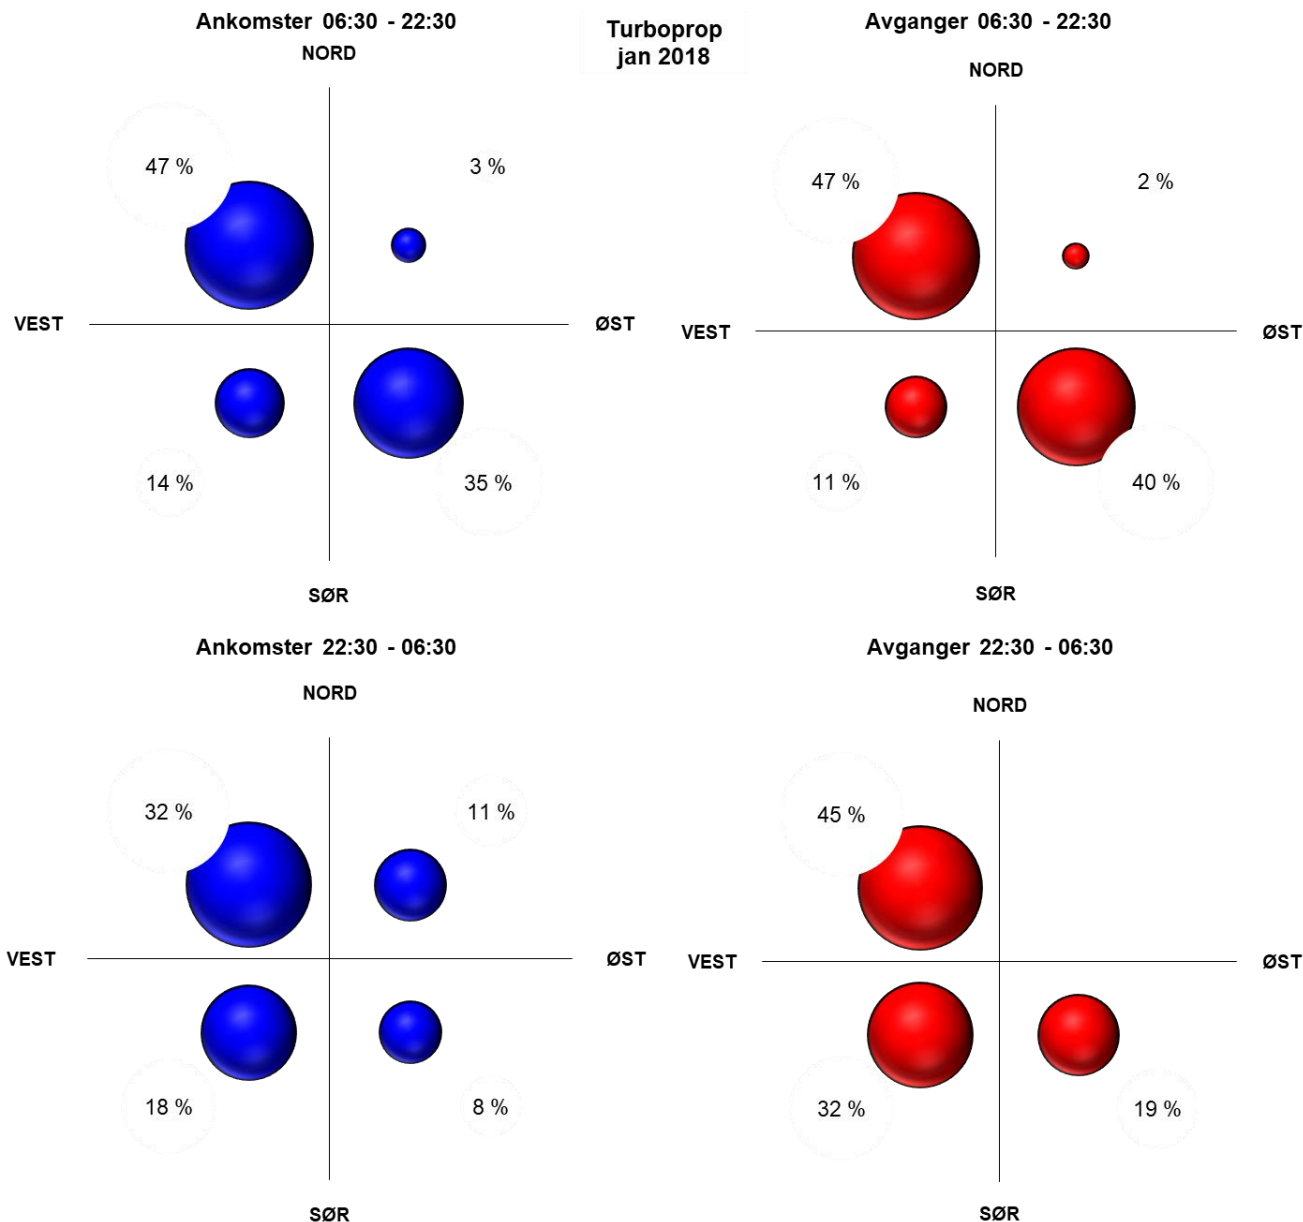 Ankomster 06:30 - 22:30
NORD
47 %
3 %
VEST
ØST
14 %
35 %
SØR
Turboprop
jan 2018
Avganger 06:30 - 22:30
NORD
47 %
2 %
VEST
ØST
11 %
40 %
SØR
Ankomster 22:30 - 06:30
NORD
32 %
11 %
VEST
ØST
18 %
8 %
SØR
Avganger 22:30 - 06:30
NORD
45 %
VEST
ØST
32 %
19 %
SØR